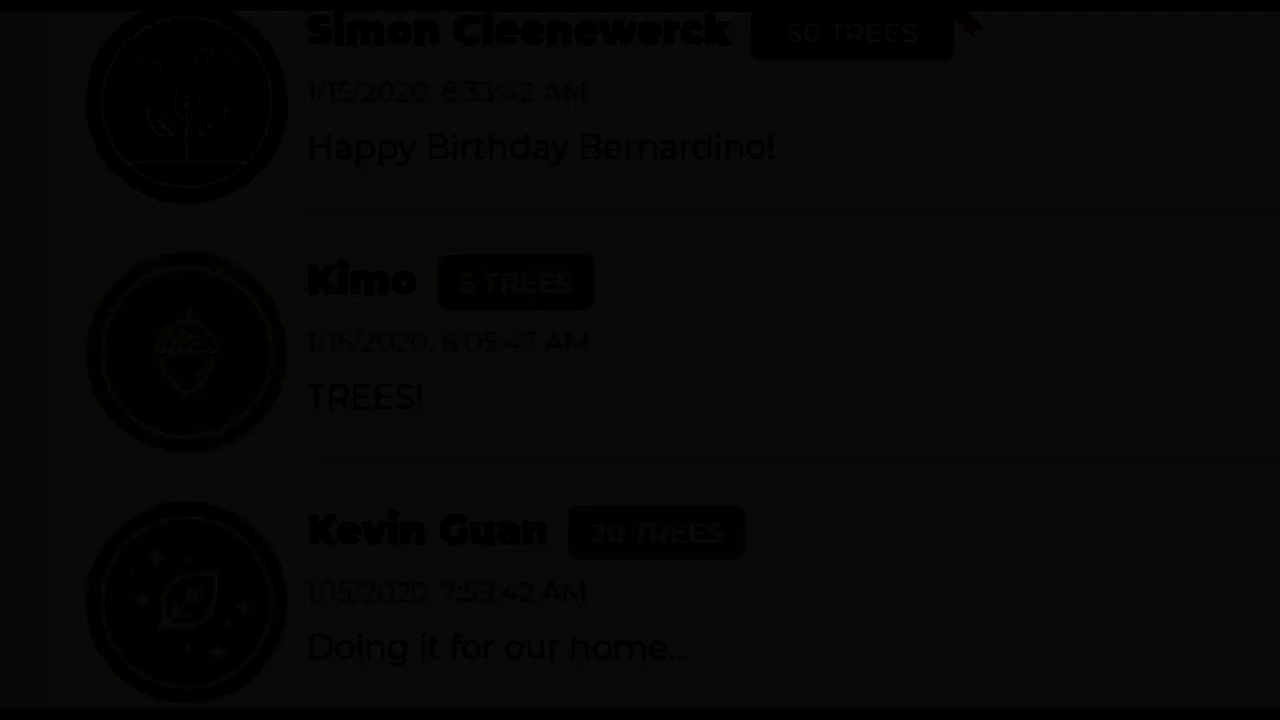 Simon Cleenewerck 50 TREES
1/15/2020, 8:33:42 AM
Happy Birthday Bernardino!
Kimo 5 TREES
1/15/2020, 8:05:47 AM
TREES!
Kevin Guan 20 TREES
1/15/2020, 7:59:42 AM
Doing it for our home...